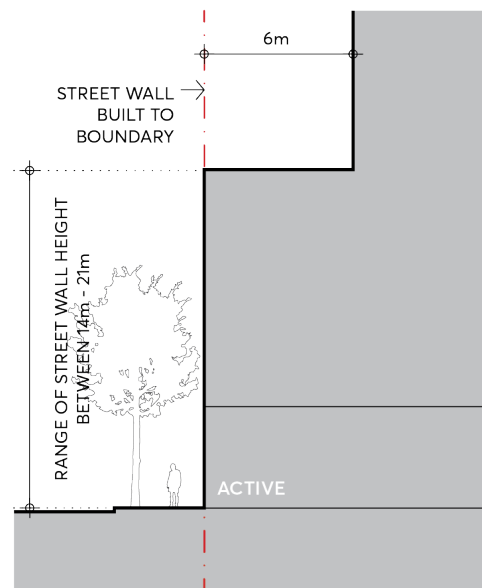 6m
STREET WALL
BUILT TO
BOUNDARY
RANGE OF STREET WALL HEIGHT
BETWEEN 14m - 21m
ACTIVE